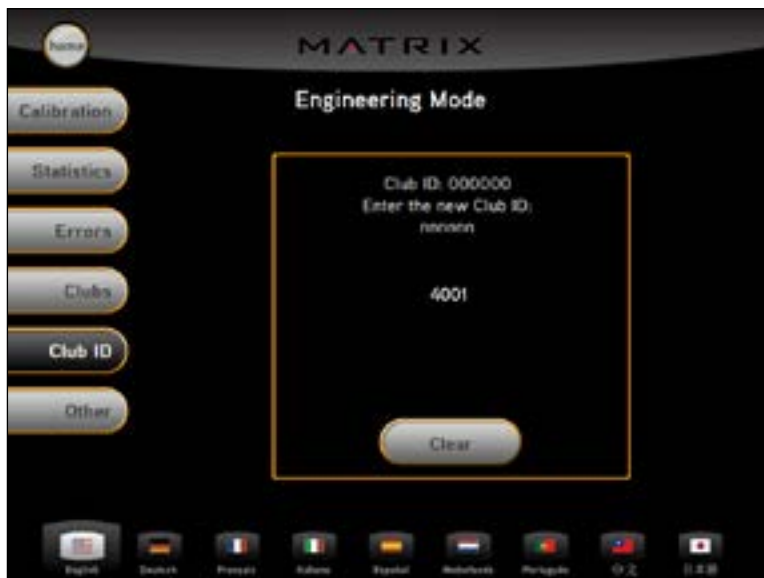 home
MATRIX
Engineering Mode
Calibration
Statistics
Errors
Clubs
Club ID
Other
Club ID: 000000
Enter the new Club ID:
nnnnnn
4001
Clear
English
Deutsch
Français
Italiano
Español
Nederlands
Português
中文
日本語